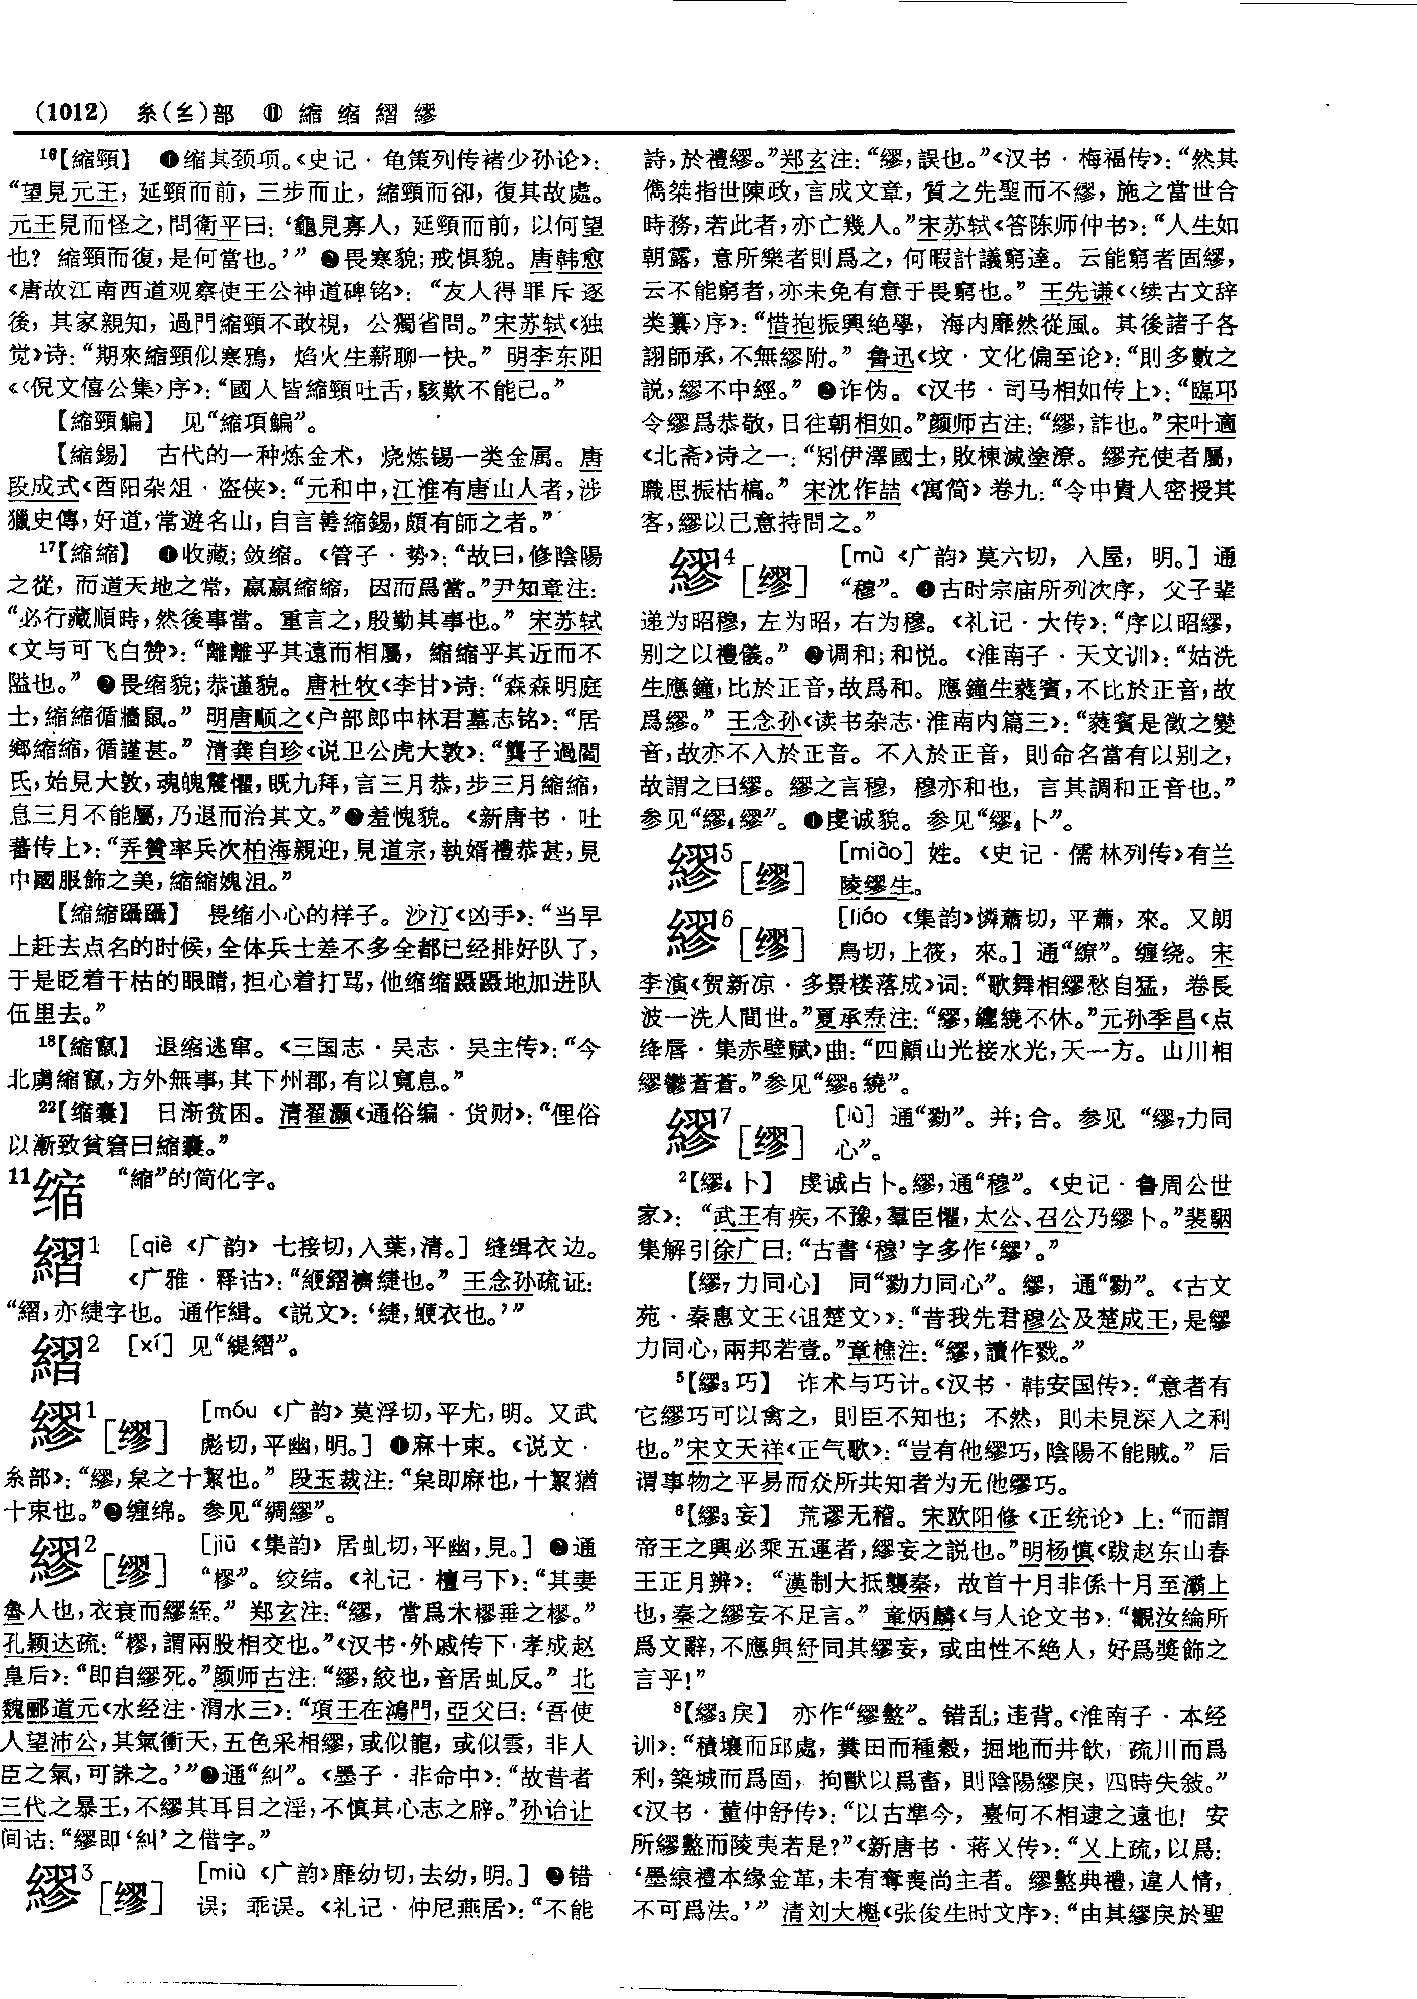 (1012) 糸(纟)部 ⑪ 縮 缩 縉 繆
¹⁶【縮頸】 ❶缩其颈项。《史记·龟策列传褚少孙论》：
“望見元王，延頸而前，三步而止，縮頸而卻，復其故處。
元王見而怪之，問衛平曰：‘龜見寡人，延頸而前，以何望
也？縮頸而復，是何當也。’” ❷畏寒貌；戒惧貌。唐韩愈
《唐故江南西道观察使王公神道碑铭》：“友人得罪斥逐
後，其家親知，過門縮頸不敢視，公獨省問。”宋苏轼《独
觉》诗：“期來縮頸似寒鴉，焰火生薪聊一快。” 明李东阳
《〈倪文僖公集〉序》：“國人皆縮頸吐舌，駭歎不能已。”
【縮頸鯿】 见“縮項鯿”。
【縮錫】 古代的一种炼金术，烧炼锡一类金属。唐
段成式《酉阳杂俎·盗侠》：“元和中，江淮有唐山人者，涉
獵史傳，好道，常遊名山，自言善縮錫，頗有師之者。”
¹⁷【縮縮】 ❶收藏；敛缩。《管子·势》：“故曰，修陰陽
之從，而道天地之常，嬴嬴縮縮，因而爲當。”尹知章注：
“必行藏順時，然後事當。重言之，殷勤其事也。” 宋苏轼
《文与可飞白赞》：“離離乎其遠而相屬，縮縮乎其近而不
隘也。” ❷畏缩貌；恭谨貌。唐杜牧《李甘》诗：“森森明庭
士，縮縮循牆鼠。” 明唐顺之《户部郎中林君墓志铭》：“居
鄉縮縮，循謹甚。” 清龚自珍《说卫公虎大敦》：“龔子過閶
氏，始見大敦，魂魄震懼，既九拜，言三月恭，步三月縮縮，
息三月不能屬，乃退而治其文。”❸羞愧貌。《新唐书·吐
蕃传上》：“弄贊率兵次柏海親迎，見道宗，執婿禮恭甚，見
中國服飾之美，縮縮媿沮。”
【縮縮躡躡】 畏缩小心的样子。沙汀《凶手》：“当早
上赶去点名的时候，全体兵士差不多全都已经排好队了，
于是眨着干枯的眼睛，担心着打骂，他缩缩蹑蹑地加进队
伍里去。”
¹⁸【縮竄】 退缩逃窜。《三国志·吴志·吴主传》：“今
北虜縮竄，方外無事，其下州郡，有以寬息。”
²²【缩囊】 日渐贫困。清翟灏《通俗编·货财》：“俚俗
以漸致貧窘曰縮囊。”
11 缩 “縮”的简化字。
緝¹ [qiè 《广韵》七接切，入葉，清。] 缝缉衣边。
《广雅·释诂》：“緶𦆯𧞫緁也。” 王念孙疏证：
“𦆯，亦緁字也。通作緝。《説文》：‘緁，緶衣也。’”
𦆯² [xí] 见“緹𦆯”。
繆¹[缪] [móu 《广韵》莫浮切，平尤，明。又武
彪切，平幽，明。] ❶麻十束。《说文·
糸部》：“繆，枲之十絜也。” 段玉裁注：“枲即麻也，十絜猶
十束也。”❷缠绵。参见“綢繆”。
繆²[缪] [jiū 《集韵》居虬切，平幽，見。] ❶通
“樛”。绞结。《礼记·檀弓下》：“其妻
魯人也，衣衰而繆絰。” 郑玄注：“繆，當爲木樛垂之樛。”
孔颖达疏：“樛，謂兩股相交也。”《汉书·外戚传下·孝成赵
皇后》：“即自繆死。”颜师古注：“繆，絞也，音居虬反。” 北
魏郦道元《水经注·渭水三》：“項王在鴻門，亞父曰：‘吾使
人望沛公，其氣衝天，五色采相繆，或似龍，或似雲，非人
臣之氣，可誅之。’”❷通“糾”。《墨子·非命中》：“故昔者
三代之暴王，不繆其耳目之淫，不慎其心志之辟。”孙诒让
间诂：“繆即‘糾’之借字。”
繆³[缪] [miù 《广韵》靡幼切，去幼，明。] ❶错
误；乖误。《礼记·仲尼燕居》：“不能
詩，於禮繆。”郑玄注：“繆，誤也。”《汉书·梅福传》：“然其
儁桀指世陳政，言成文章，質之先聖而不繆，施之當世合
時務，若此者，亦亡幾人。”宋苏轼《答陈师仲书》：“人生如
朝露，意所樂者則爲之，何暇計議窮達。云能窮者固繆，
云不能窮者，亦未免有意于畏窮也。” 王先谦《〈续古文辞
类纂〉序》：“惜抱振興絶學，海内靡然從風。其後諸子各
詡師承，不無繆附。” 鲁迅《坟·文化偏至论》：“則多數之
説，繆不中經。” ❷诈伪。《汉书·司马相如传上》：“臨邛
令繆爲恭敬，日往朝相如。”颜师古注：“繆，詐也。”宋叶適
《北斋》诗之一：“矧伊澤國士，敗棟滅塗潦。繆充使者屬，
職思振枯槁。” 宋沈作喆《寓简》卷九：“令中貴人密授其
客，繆以己意持問之。”
繆⁴[缪] [mù 《广韵》莫六切，入屋，明。] 通
“穆”。❶古时宗庙所列次序，父子辈
递为昭穆，左为昭，右为穆。《礼记·大传》：“序以昭繆，
别之以禮儀。” ❷调和；和悦。《淮南子·天文训》：“姑洗
生應鐘，比於正音，故爲和。應鐘生蕤賓，不比於正音，故
爲繆。” 王念孙《读书杂志·淮南内篇三》：“蕤賓是徵之變
音，故亦不入於正音。不入於正音，則命名當有以别之，
故謂之曰繆。繆之言穆，穆亦和也，言其調和正音也。”
参见“繆₄繆”。❸虔诚貌。参见“繆₄卜”。
繆⁵[缪] [miào] 姓。《史记·儒林列传》有兰
陵缪生。
繆⁶[缪] [liáo 《集韵》憐蕭切，平蕭，來。又朗
鳥切，上篠，來。] 通“繚”。缠绕。宋
李演《贺新凉·多景楼落成》词：“歌舞相繆愁自猛，卷長
波一洗人間世。”夏承焘注：“繆，纏繞不休。”元孙季昌《点
绛唇·集赤壁赋》曲：“四顧山光接水光，天一方。山川相
繆鬱蒼蒼。”参见“繆₆繞”。
繆⁷[缪] [lù] 通“勠”。并；合。参见 “繆₇力同
心”。
²【繆₄卜】 虔诚占卜。繆，通“穆”。《史记·鲁周公世
家》：“武王有疾，不豫，羣臣懼，太公、召公乃繆卜。”裴駰
集解引徐广曰：“古書‘穆’字多作‘繆’。”
【繆₇力同心】 同“勠力同心”。繆，通“勠”。《古文
苑·秦惠文王〈诅楚文〉》：“昔我先君穆公及楚成王，是繆
力同心，兩邦若壹。”章樵注：“繆，讀作戮。”
⁵【繆₃巧】 诈术与巧计。《汉书·韩安国传》：“意者有
它繆巧可以禽之，則臣不知也；不然，則未見深入之利
也。”宋文天祥《正气歌》：“豈有他繆巧，陰陽不能賊。” 后
谓事物之平易而众所共知者为无他缪巧。
⁶【繆₃妄】 荒谬无稽。宋欧阳修《正统论》上：“而謂
帝王之興必乘五運者，繆妄之説也。”明杨慎《跋赵东山春
王正月辨》：“漢制大抵襲秦，故首十月非係十月至灞上
也，秦之繆妄不足言。” 章炳麟《与人论文书》：“觀汝綸所
爲文辭，不應與紓同其繆妄，或由性不絶人，好爲獎飾之
言乎！”
⁸【繆₃戾】 亦作“繆盭”。错乱；违背。《淮南子·本经
训》：“積壤而邱處，糞田而種穀，掘地而井飲，疏川而爲
利，築城而爲固，拘獸以爲畜，則陰陽繆戾，四時失敍。”
《汉书·董仲舒传》：“以古準今，壹何不相逮之遠也！安
所繆盭而陵夷若是？”《新唐书·蒋乂传》：“乂上疏，以爲：
‘墨縗禮本緣金革，未有奪喪尚主者。繆盭典禮，違人情，
不可爲法。’” 清刘大櫆《张俊生时文序》：“由其繆戾於聖